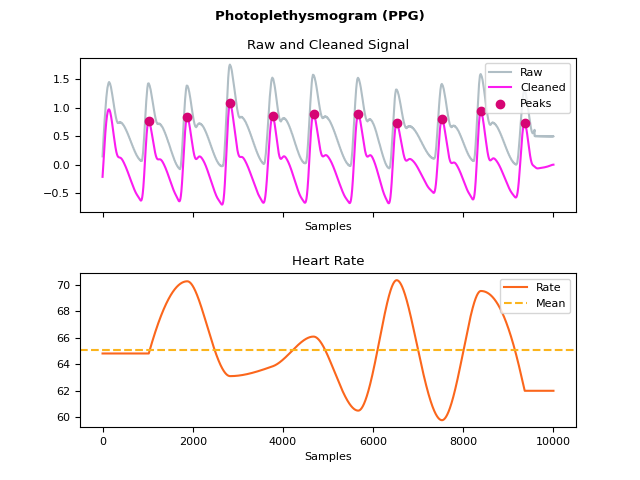 Photoplethysmogram (PPG)
Raw and Cleaned Signal
Raw
Cleaned
Peaks
1.5
1.0
0.5
0.0
−0.5
Samples
Heart Rate
Rate
Mean
70
68
66
64
62
60
0 2000 4000 6000 8000 10000
Samples